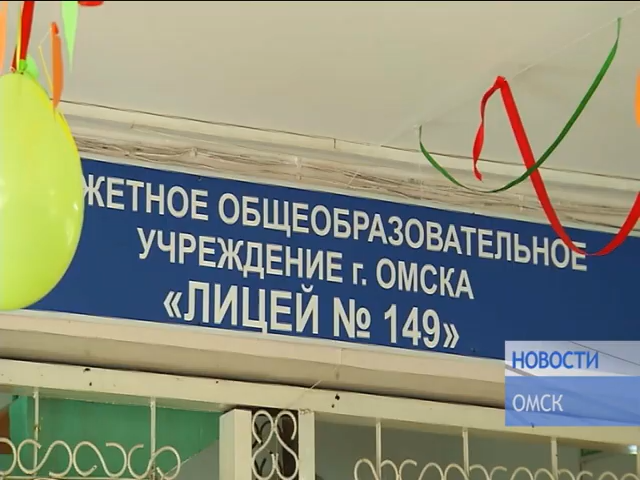 ЖЕТНОЕ ОБЩЕОБРАЗОВАТЕЛЬНОЕ
УЧРЕЖДЕНИЕ г. ОМСКА
«ЛИЦЕЙ № 149»
НОВОСТИ
ОМСК